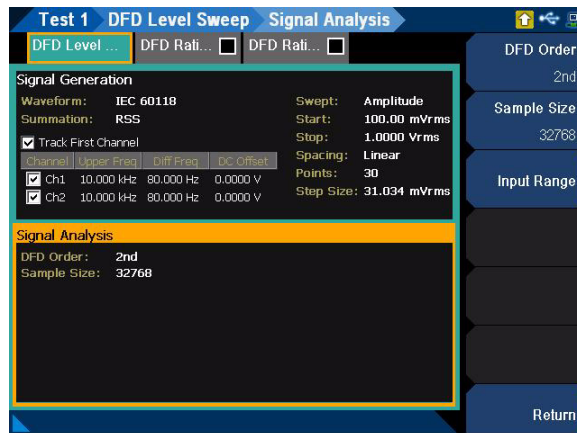 Test 1 DFD Level Sweep Signal Analysis
DFD Level ... DFD Rati... DFD Rati...
Signal Generation
Waveform: IEC 60118
Summation: RSS
Track First Channel
Channel Upper Freq Diff Freq DC Offset
Ch1 10.000 kHz 80.000 Hz 0.0000 V
Ch2 10.000 kHz 80.000 Hz 0.0000 V
Swept: Amplitude
Start: 100.00 mVrms
Stop: 1.0000 Vrms
Spacing: Linear
Points: 30
Step Size: 31.034 mVrms
Signal Analysis
DFD Order: 2nd
Sample Size: 32768
DFD Order
2nd
Sample Size
32768
Input Range
Return